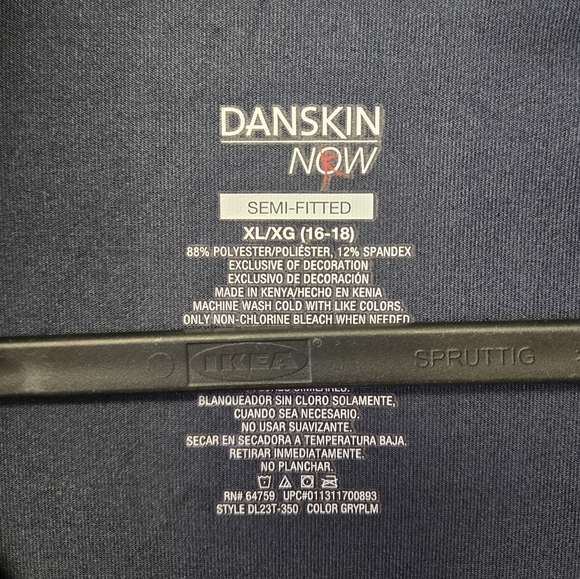 DANSKIN
NOW
SEMI-FITTED
XL/XG (16-18)
88% POLYESTER/POLIÉSTER, 12% SPANDEX
EXCLUSIVE OF DECORATION
EXCLUSIVO DE DECORACIÓN
MADE IN KENYA/HECHO EN KENIA
MACHINE WASH COLD WITH LIKE COLORS.
ONLY NON-CHLORINE BLEACH WHEN NEEDED
IKEA
SPRUTTIG
SIMILARES.
BLANQUEADOR SIN CLORO SOLAMENTE,
CUANDO SEA NECESARIO.
NO USAR SUAVIZANTE.
SECAR EN SECADORA A TEMPERATURA BAJA.
RETIRAR INMEDIATAMENTE.
NO PLANCHAR.
RN# 64759 UPC#011311700893
STYLE DL23T-350 COLOR GRYPLM